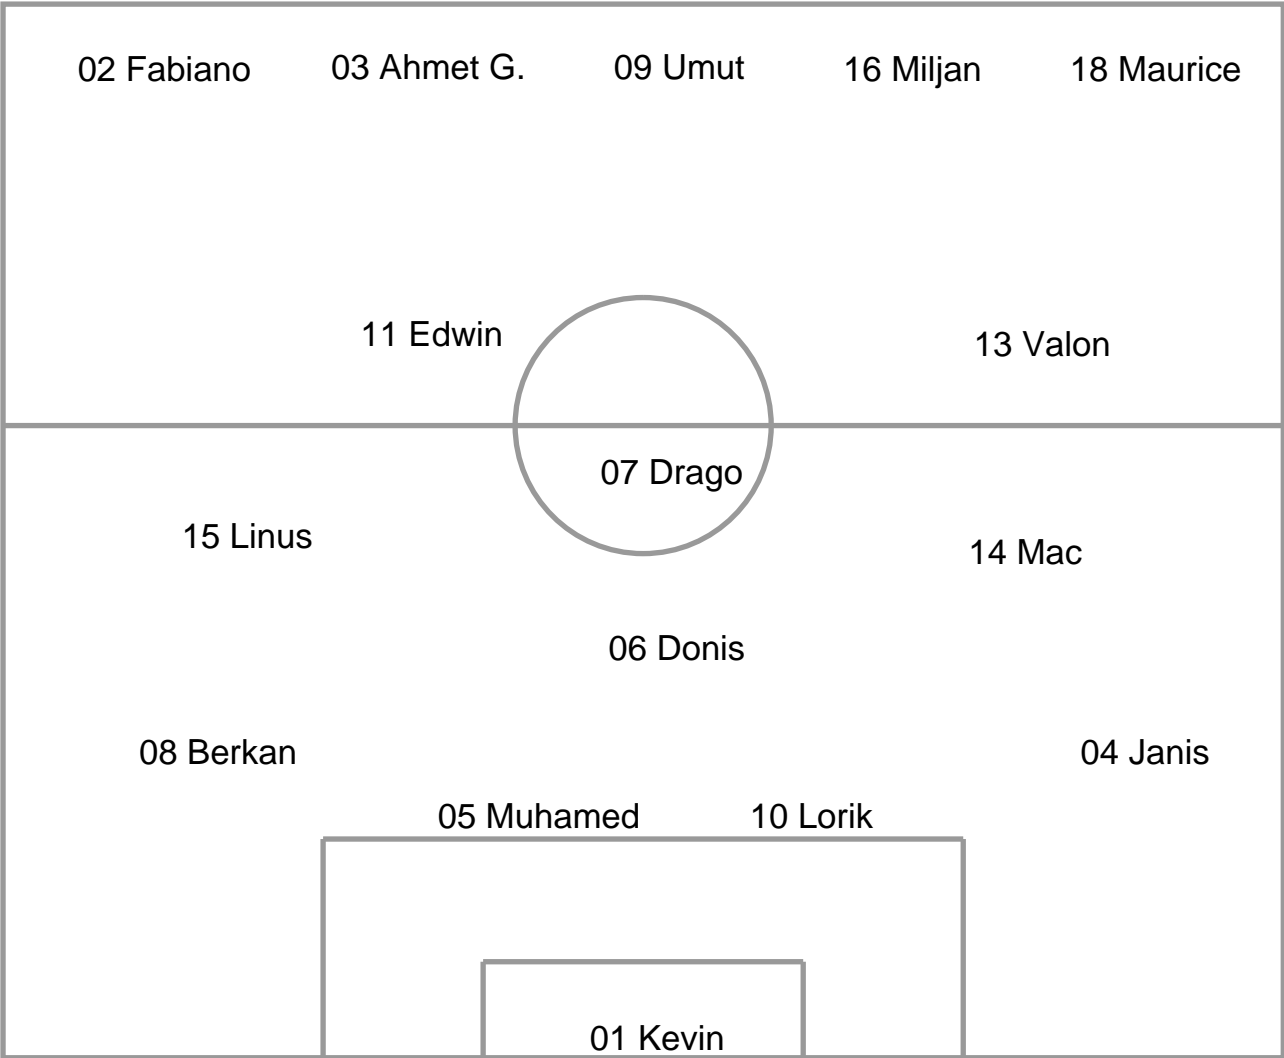 02 Fabiano
03 Ahmet G.
09 Umut
16 Miljan
18 Maurice
11 Edwin
13 Valon
07 Drago
15 Linus
14 Mac
06 Donis
08 Berkan
04 Janis
05 Muhamed
10 Lorik
01 Kevin